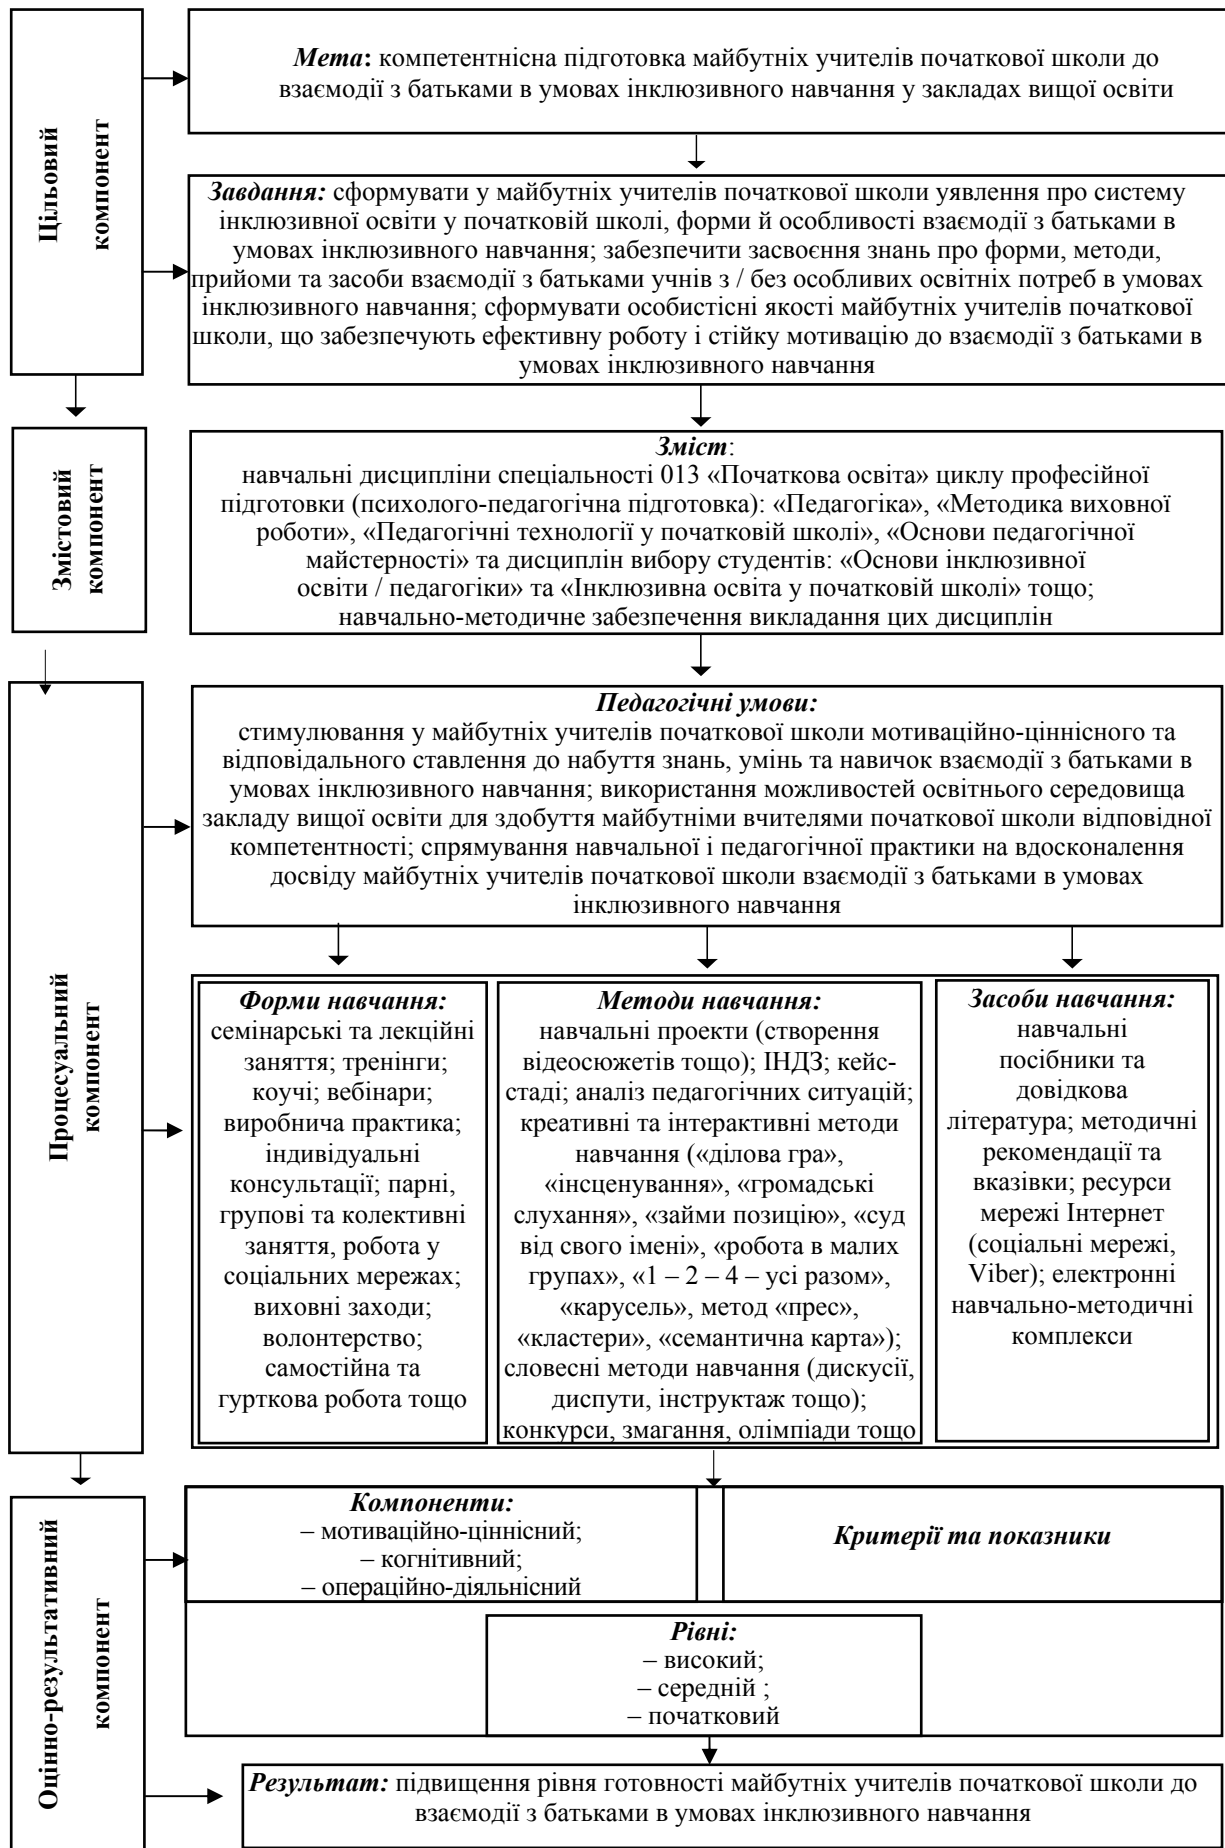 Цільовий
компонент
Мета: компетентнісна підготовка майбутніх учителів початкової школи до
взаємодії з батьками в умовах інклюзивного навчання у закладах вищої освіти
Завдання: сформувати у майбутніх учителів початкової школи уявлення про систему
інклюзивної освіти у початковій школі, форми й особливості взаємодії з батьками в
умовах інклюзивного навчання; забезпечити засвоєння знань про форми, методи,
прийоми та засоби взаємодії з батьками учнів з / без особливих освітніх потреб в умовах
інклюзивного навчання; сформувати особистісні якості майбутніх учителів початкової
школи, що забезпечують ефективну роботу і стійку мотивацію до взаємодії з батьками в
умовах інклюзивного навчання
Змістовий
компонент
Зміст:
навчальні дисципліни спеціальності 013 «Початкова освіта» циклу професійної
підготовки (психолого-педагогічна підготовка): «Педагогіка», «Методика виховної
роботи», «Педагогічні технології у початковій школі», «Основи педагогічної
майстерності» та дисциплін вибору студентів: «Основи інклюзивної
освіти / педагогіки» та «Інклюзивна освіта у початковій школі» тощо;
навчально-методичне забезпечення викладання цих дисциплін
Процесуальний
компонент
Педагогічні умови:
стимулювання у майбутніх учителів початкової школи мотиваційно-ціннісного та
відповідального ставлення до набуття знань, умінь та навичок взаємодії з батьками в
умовах інклюзивного навчання; використання можливостей освітнього середовища
закладу вищої освіти для здобуття майбутніми вчителями початкової школи відповідної
компетентності; спрямування навчальної і педагогічної практики на вдосконалення
досвіду майбутніх учителів початкової школи взаємодії з батьками в умовах
інклюзивного навчання
Форми навчання:
семінарські та лекційні
заняття; тренінги;
коучі; вебінари;
виробнича практика;
індивідуальні
консультації; парні,
групові та колективні
заняття, робота у
соціальних мережах;
виховні заходи;
волонтерство;
самостійна та
гурткова робота тощо
Методи навчання:
навчальні проекти (створення
відеосюжетів тощо); ІНДЗ; кейс-
стаді; аналіз педагогічних ситуацій;
креативні та інтерактивні методи
навчання («ділова гра»,
«інсценування», «громадські
слухання», «займи позицію», «суд
від свого імені», «робота в малих
групах», «1 – 2 – 4 – усі разом»,
«карусель», метод «прес»,
«кластери», «семантична карта»);
словесні методи навчання (дискусії,
диспути, інструктаж тощо);
конкурси, змагання, олімпіади тощо
Засоби навчання:
навчальні
посібники та
довідкова
література; методичні
рекомендації та
вказівки; ресурси
мережі Інтернет
(соціальні мережі,
Viber); електронні
навчально-методичні
комплекси
Оцінно-результативний
компонент
Компоненти:
– мотиваційно-ціннісний;
– когнітивний;
– операційно-діяльнісний
Критерії та показники
Рівні:
– високий;
– середній ;
– початковий
Результат: підвищення рівня готовності майбутніх учителів початкової школи до
взаємодії з батьками в умовах інклюзивного навчання